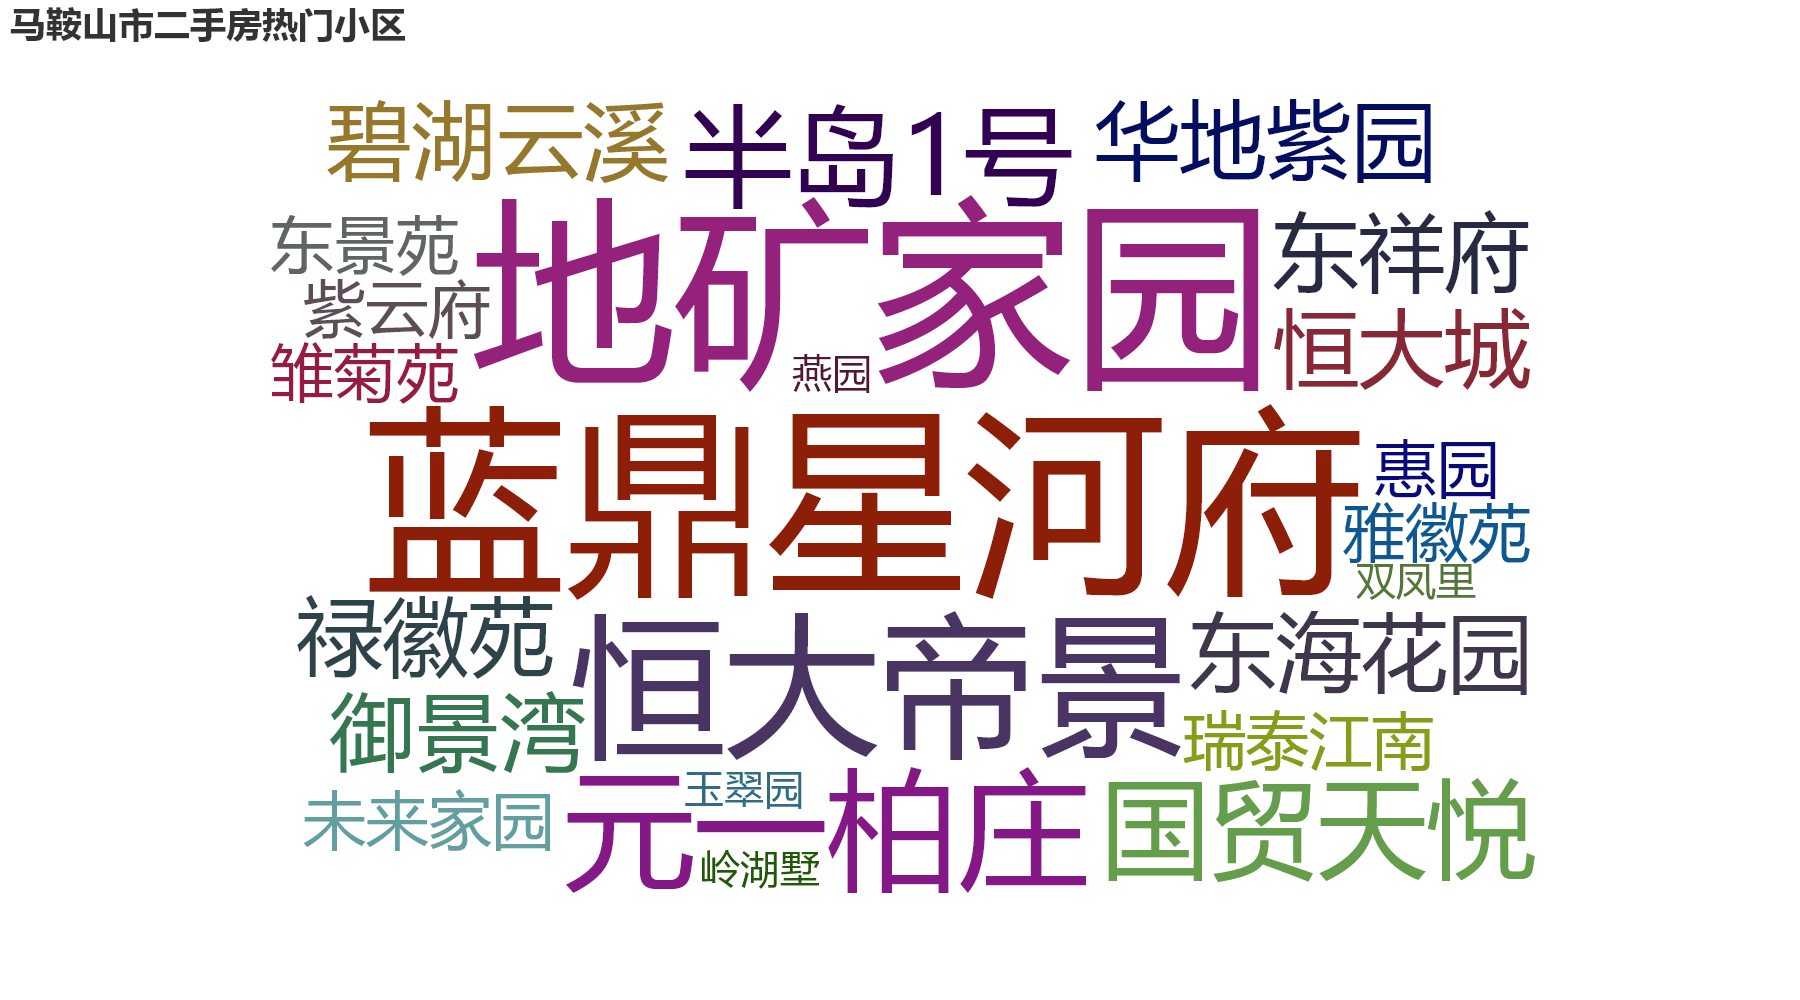 马鞍山市二手房热门小区
碧湖云溪
半岛1号
华地紫园
东景苑
地矿家园
东祥府
紫云府
恒大城
雏菊苑
燕园
蓝鼎星河府
惠园
雅徽苑
双凤里
禄徽苑
恒大帝景
东海花园
御景湾
瑞泰江南
未来家园
元一柏庄
玉翠园
国贸天悦
岭湖墅